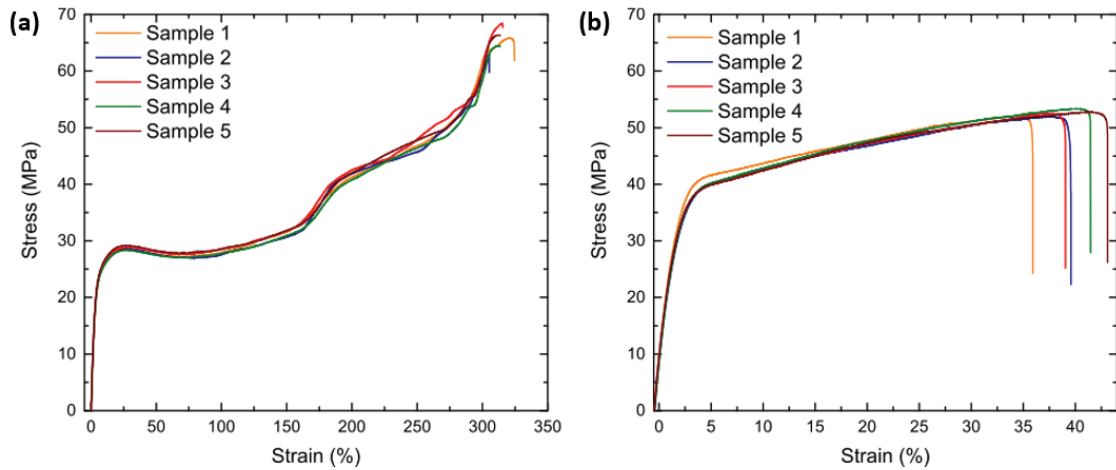 (a)
70
60
50
40
30
20
10
0
Stress (MPa)
Sample 1
Sample 2
Sample 3
Sample 4
Sample 5
0 50 100 150 200 250 300 350
Strain (%)
(b)
70
60
50
40
30
20
10
0
Stress (MPa)
Sample 1
Sample 2
Sample 3
Sample 4
Sample 5
0 5 10 15 20 25 30 35 40
Strain (%)